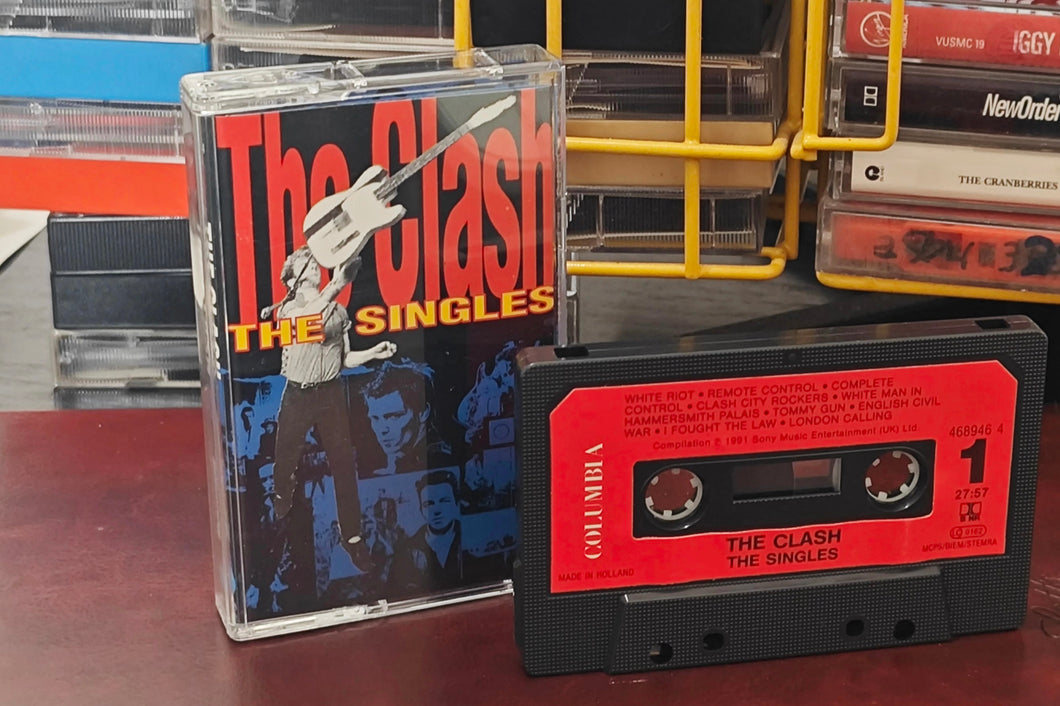 The Clash
THE SINGLES
WHITE RIOT • REMOTE CONTROL • COMPLETE
CONTROL • CLASH CITY ROCKERS • WHITE MAN IN
HAMMERSMITH PALAIS • TOMMY GUN • ENGLISH CIVIL
WAR • I FOUGHT THE LAW • LONDON CALLING
Compilation ℗ 1991 Sony Music Entertainment (UK) Ltd.
468946 4
1
27:57
B NR
LC 0162
MCPS/BIEM/STEMRA
COLUMBIA
THE CLASH
THE SINGLES
MADE IN HOLLAND
VUSMC 19
IGGY
NewOrder
THE CRANBERRIES